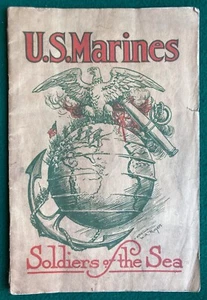 U.S. Marines
Soldiers of the Sea